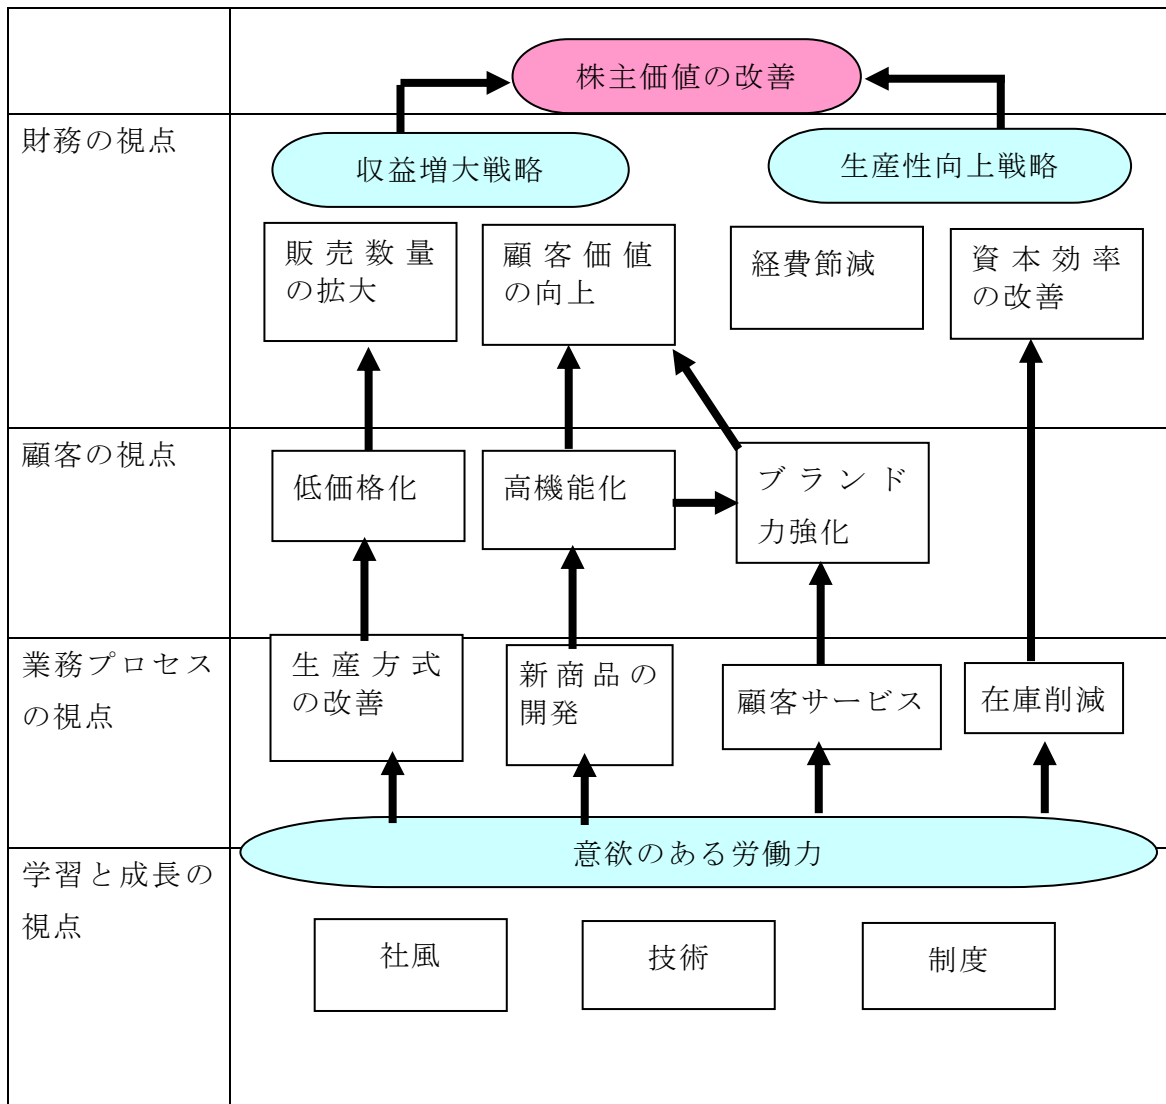 株主価値の改善
財務の視点
収益増大戦略
生産性向上戦略
販売数量
の拡大
顧客価値
の向上
経費節減
資本効率
の改善
顧客の視点
低価格化
高機能化
ブランド
力強化
業務プロセス
の視点
生産方式
の改善
新商品の
開発
顧客サービス
在庫削減
意欲のある労働力
学習と成長の
視点
社風
技術
制度